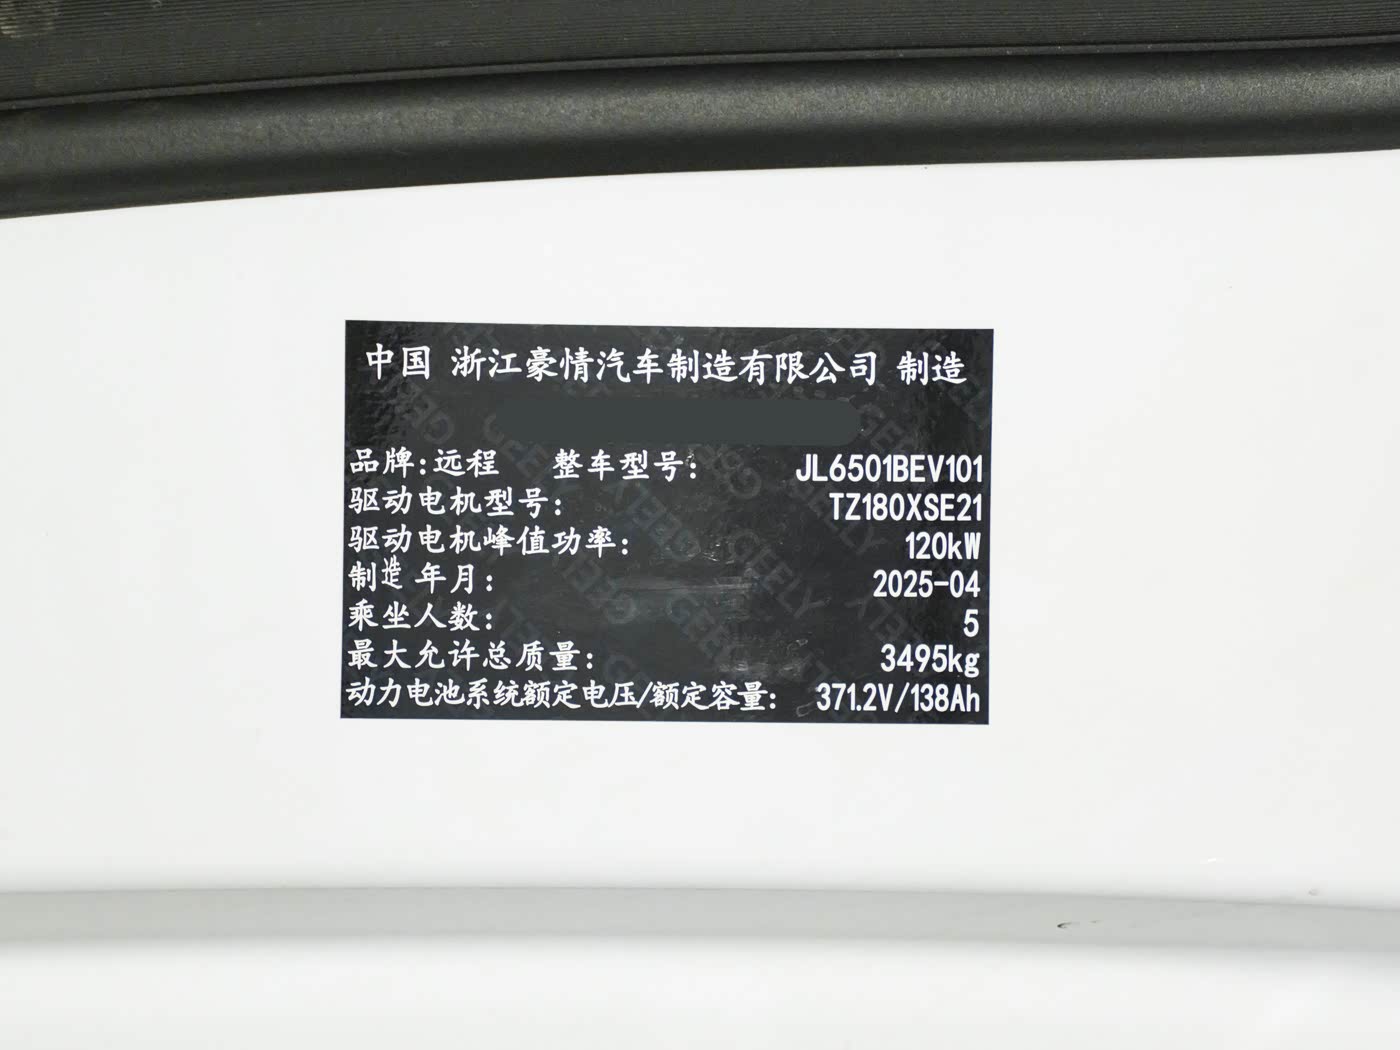 中国 浙江豪情汽车制造有限公司 制造
品牌:远程 整车型号: JL6501BEV101
驱动电机型号: TZ180XSE21
驱动电机峰值功率: 120kW
制造年月: 2025-04
乘坐人数: 5
最大允许总质量: 3495kg
动力电池系统额定电压/额定容量: 371.2V/138Ah